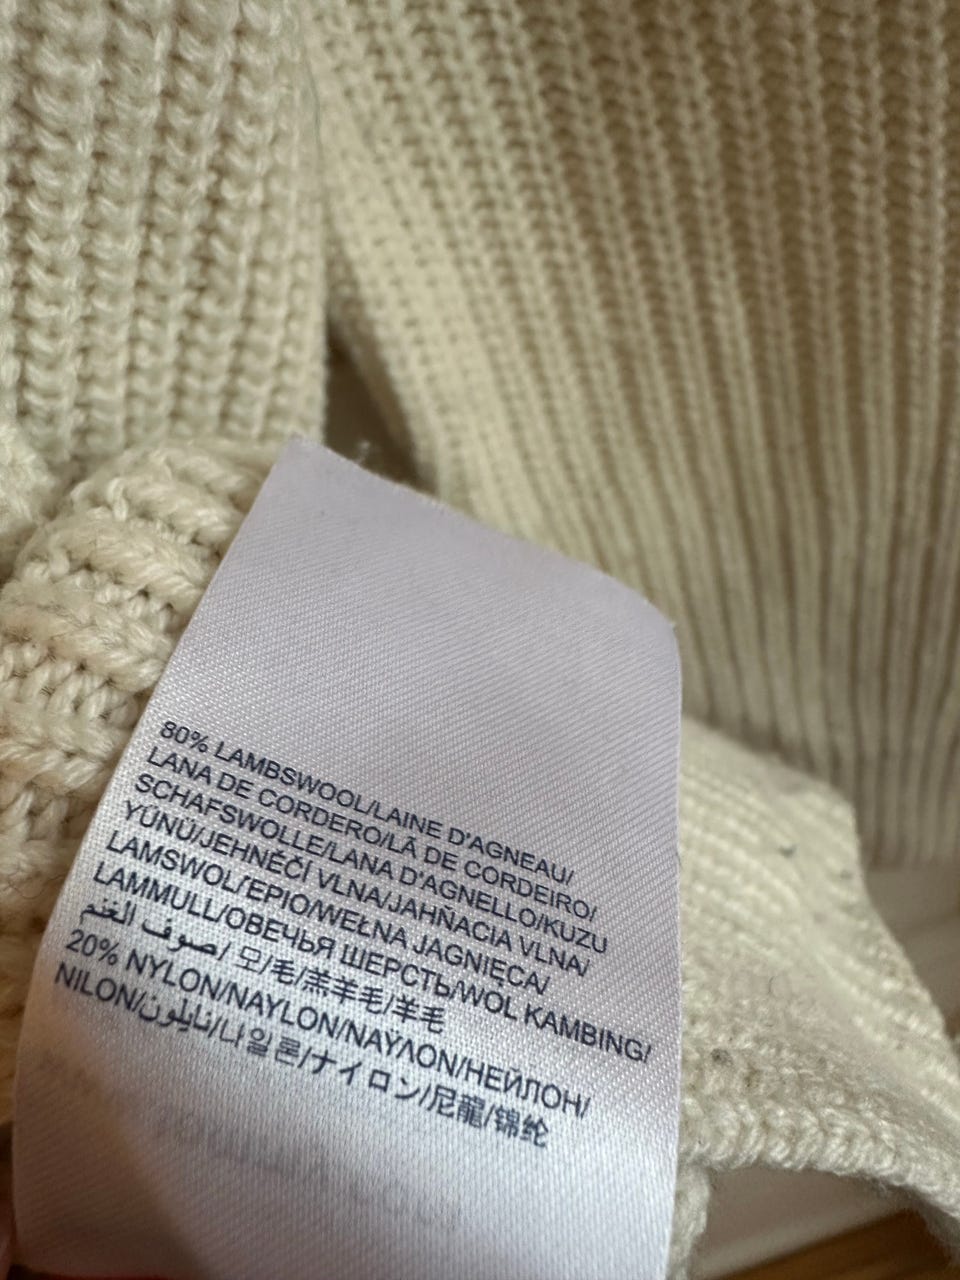 80% LAMBSWOOL/LAINE D'AGNEAU/
LANA DE CORDERO/LÃ DE CORDEIRO/
SCHAFSWOLLE/LANA D'AGNELLO/KUZU
YÜNÜ/JEHNĚČÍ VLNA/JAHŇACIA VLNA/
LAMSWOL/EPIO/WEŁNA JAGNIĘCA/
LAMMULL/ОВЕЧЬЯ ШЕРСТЬ/WOL KAMBING/
صوف الغنم/ 모/毛/羔羊毛/羊毛
20% NYLON/NAYLON/NAΫΛON/НЕЙЛОН/
NILON/نايلون/나일론/ナイロン/尼龍/锦纶